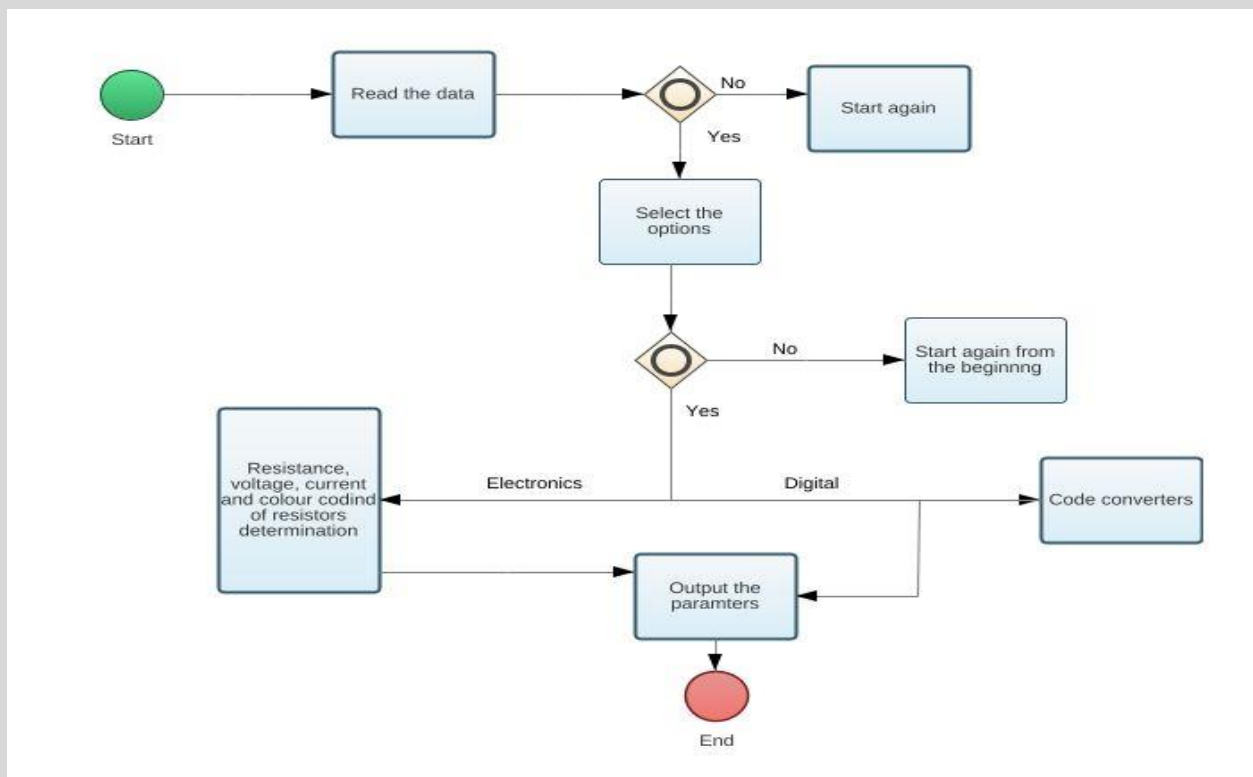 Start
Read the data
No
Start again
Yes
Select the
options
No
Start again from
the beginnng
Yes
Resistance,
voltage, current
and colour codind
of resistors
determination
Electronics
Digital
Code converters
Output the
paramters
End